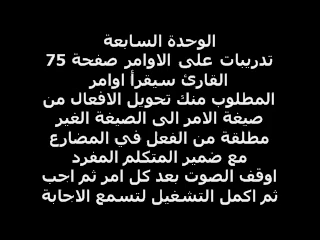 الوحدة السابعة
تدريبات على الاوامر صفحة 75
القارئ سيقرأ اوامر
المطلوب منك تحويل الافعال من
صيغة الامر الى الصيغة الغير
مطلقة من الفعل في المضارع
مع ضمير المتكلم المفرد
اوقف الصوت بعد كل امر ثم اجب
ثم اكمل التشغيل لتسمع الاجابة